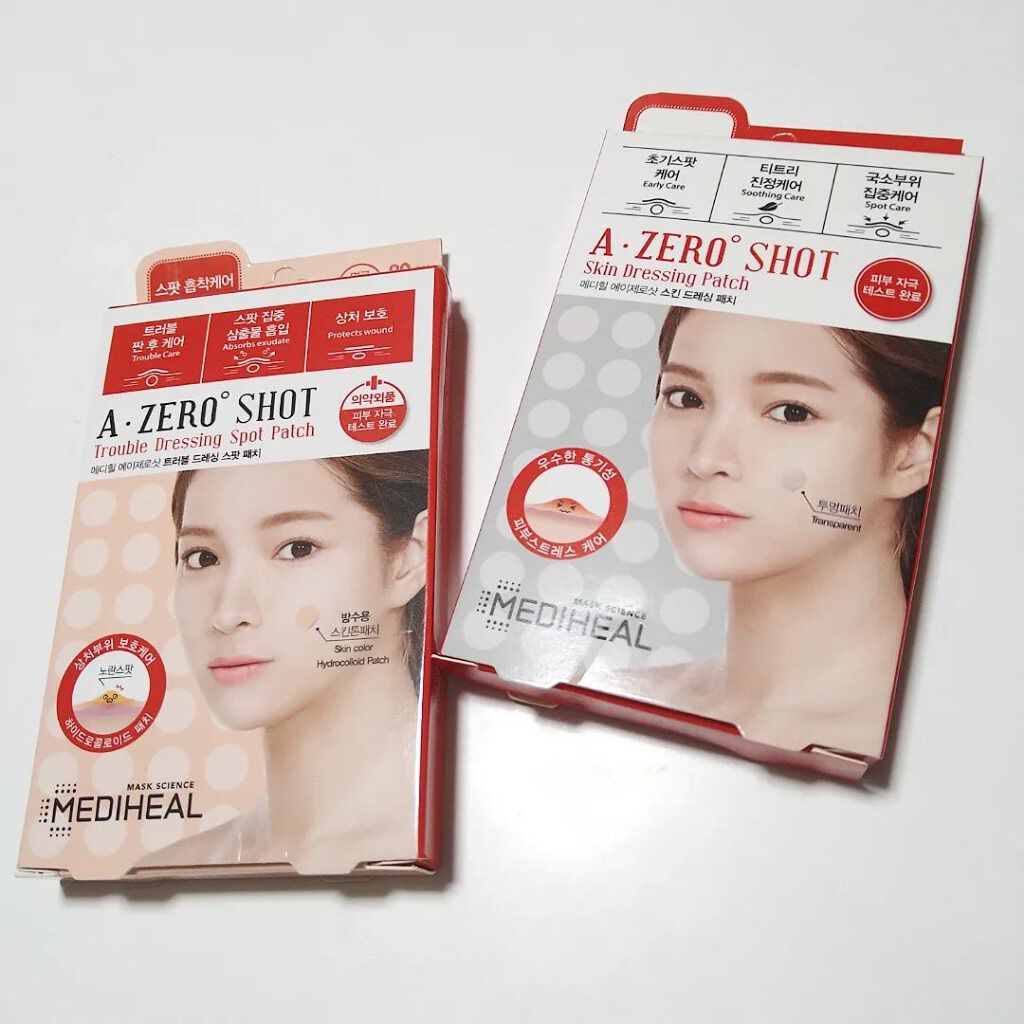 스팟 흡착케어
트러블
짠 후 케어
Trouble Care
스팟 집중
삼출물 흡입
Absorbs exudate
상처 보호
Protects wound
A·ZERO° SHOT
Trouble Dressing Spot Patch
메디힐 에이제로샷 트러블 드레싱 스팟 패치
의약외품
피부 자극
테스트 완료
방수용
스킨톤패치
Skin color
Hydrocolloid Patch
상처부위 보호케어
노란스팟
하이드로콜로이드 패치
MASK SCIENCE
MEDIHEAL
초기스팟
케어
Early Care
티트리
진정케어
Soothing Care
국소부위
집중케어
Spot Care
A·ZERO° SHOT
Skin Dressing Patch
메디힐 에이제로샷 스킨 드레싱 패치
피부 자극
테스트 완료
우수한 통기성
피부스트레스 케어
투명패치
Transparent
MASK SCIENCE
MEDIHEAL